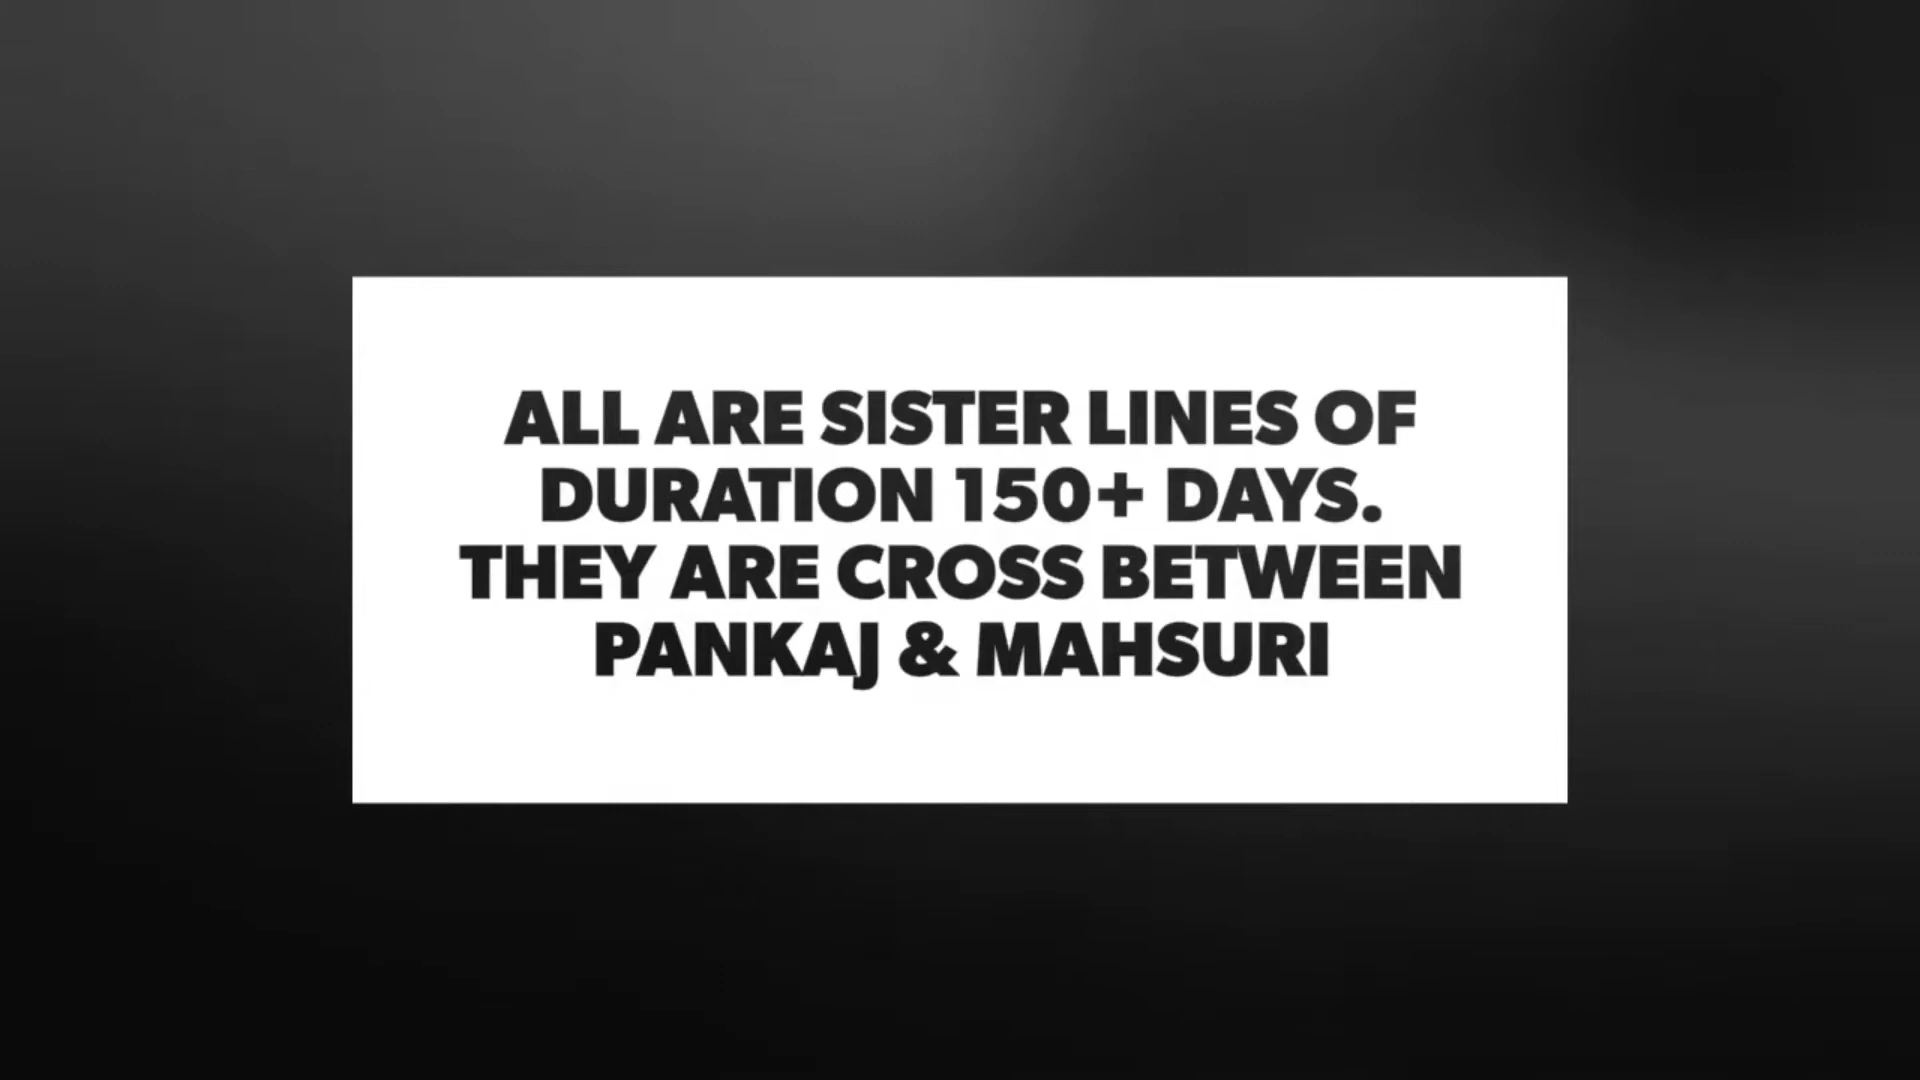 ALL ARE SISTER LINES OF
DURATION 150+ DAYS.
THEY ARE CROSS BETWEEN
PANKAJ & MAHSURI